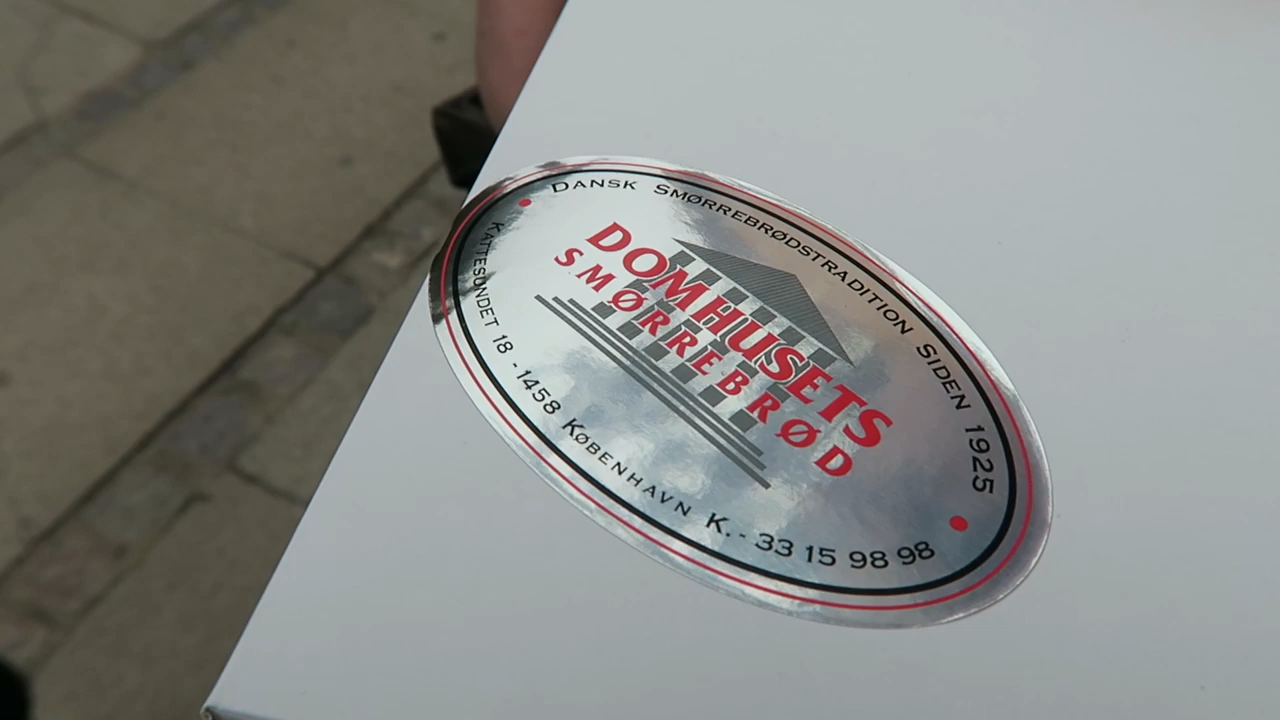 DANSK SMØRREBRØDSTRADITION SIDEN 1925
DOMHUSETS
SMØRREBRØD
KATTESUNDET 18 - 1458 KØBENHAVN K. - 33 15 98 98